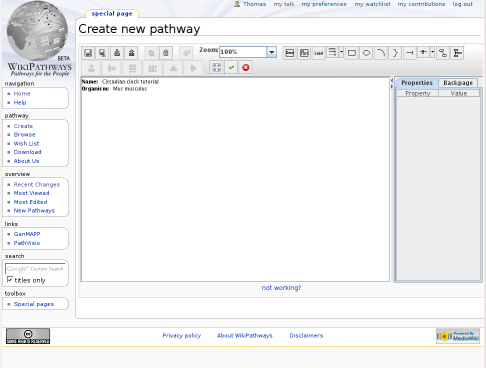 Thomas my talk my preferences my watchlist my contributions log out
special page
Create new pathway
BETA
WIKIPATHWAYS
Pathways for the People
navigation
Home
Help
pathway
Create
Browse
Wish List
Download
About Us
overview
Recent Changes
Most Viewed
Most Edited
New Pathways
links
GenMAPP
PathVisio
search
Google™ Custom Search
titles only
toolbox
Special pages
Zoom: 100%
Label
Name: Circadian clock tutorial
Organism: Mus musculus
Properties Backpage
Property Value
not working?
Privacy policy About WikiPathways Disclaimers
Powered By
MediaWiki